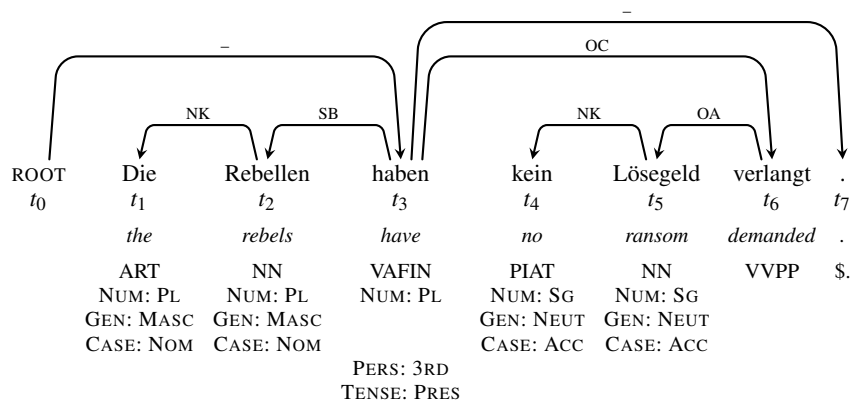 –
– OC
NK SB NK OA
ROOT Die Rebellen haben kein Lösegeld verlangt .
t0 t1 t2 t3 t4 t5 t6 t7
the rebels have no ransom demanded .
ART NN VAFIN PIAT NN VVPP $.
NUM: PL NUM: PL NUM: PL NUM: SG NUM: SG
GEN: MASC GEN: MASC GEN: NEUT GEN: NEUT
CASE: NOM CASE: NOM CASE: ACC CASE: ACC
PERS: 3RD
TENSE: PRES